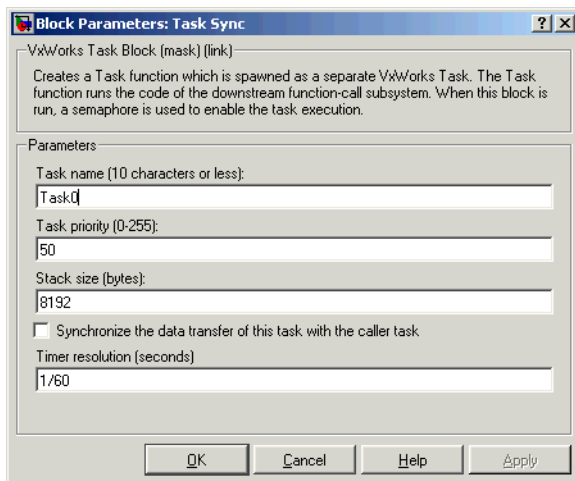 Block Parameters: Task Sync
VxWorks Task Block (mask) (link)
Creates a Task function which is spawned as a separate VxWorks Task. The Task
function runs the code of the downstream function-call subsystem. When this block is
run, a semaphore is used to enable the task execution.
Parameters
Task name (10 characters or less):
Task0
Task priority (0-255):
50
Stack size (bytes):
8192
Synchronize the data transfer of this task with the caller task
Timer resolution (seconds)
1/60
OK Cancel Help Apply